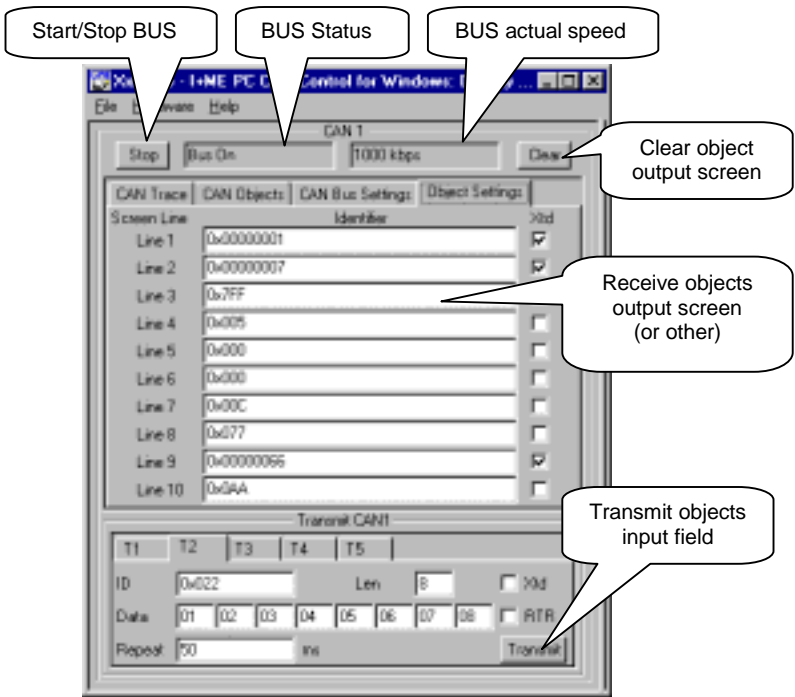 Start/Stop BUS
BUS Status
BUS actual speed
I+ME PC Control for Windows:
File Help
CAN 1
Stop Bus On 1000 kbps Clear
Clear object
output screen
CAN Trace CAN Objects CAN Bus Settings Object Settings
Screen Line Identifier Xtd
Line 1 0x00000001
Line 2 0x00000007
Line 3 0x7FF
Line 4 0x005
Line 5 0x000
Line 6 0x000
Line 7 0x00C
Line 8 0x077
Line 9 0x00000066
Line 10 0x0AA
Receive objects
output screen
(or other)
Transmit CAN1
T1 T2 T3 T4 T5
ID 0x022 Len 8 Xtd
Data 01 02 03 04 05 06 07 08 RTR
Repeat 50 ms Transmit
Transmit objects
input field